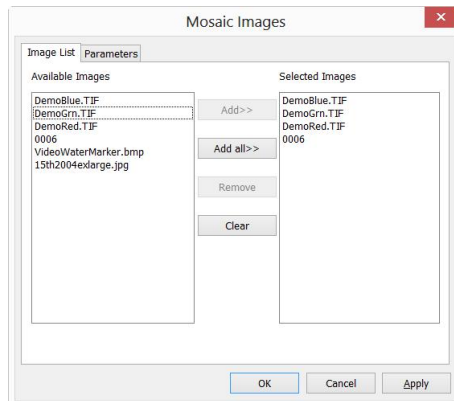 Mosaic Images
Image List Parameters
Available Images
Selected Images
DemoBlue.TIF
DemoGrn.TIF
DemoRed.TIF
0006
VideoWaterMarker.bmp
15th2004exlarge.jpg
Add>>
Add all>>
Remove
Clear
DemoBlue.TIF
DemoGrn.TIF
DemoRed.TIF
0006
OK Cancel Apply